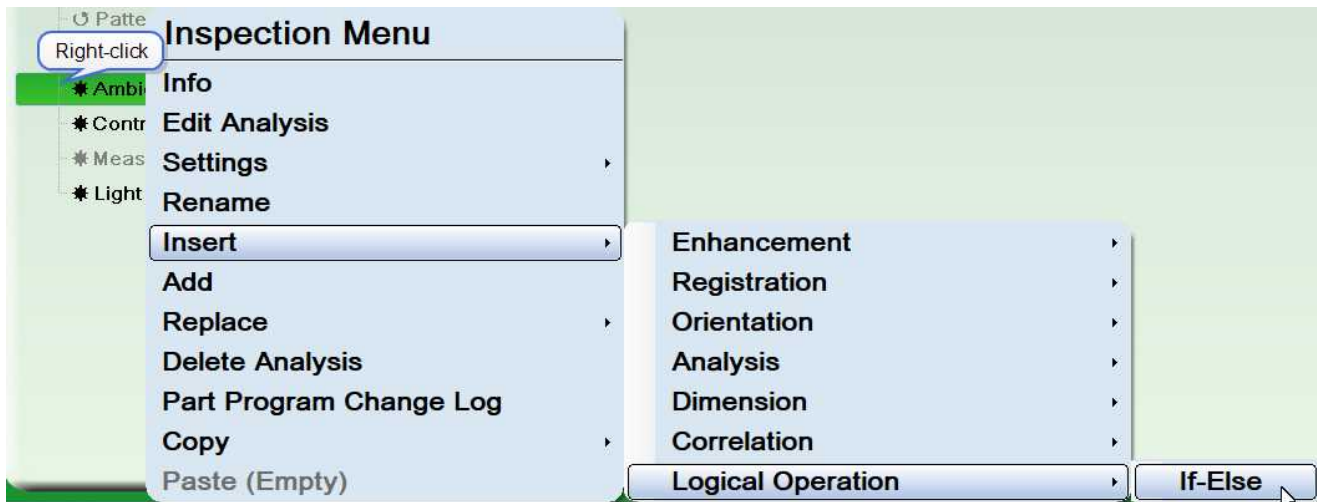 Patte
Right-click
Ambi
Contr
Meas
Light
Inspection Menu
Info
Edit Analysis
Settings
Rename
Insert
Add
Replace
Delete Analysis
Part Program Change Log
Copy
Paste (Empty)
Enhancement
Registration
Orientation
Analysis
Dimension
Correlation
Logical Operation
If-Else